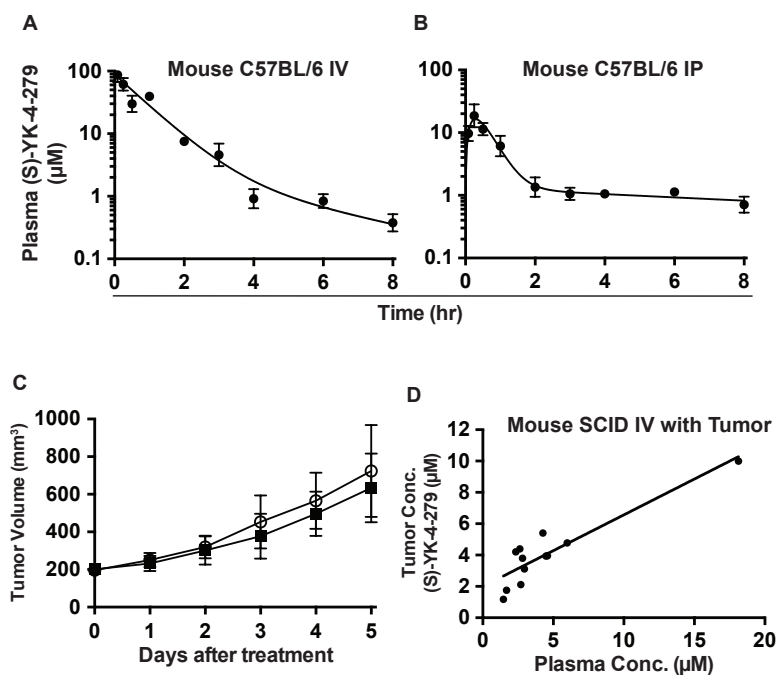 A
B
Mouse C57BL/6 IV
Mouse C57BL/6 IP
Plasma (S)-YK-4-279
(µM)
100
10
1
0.1
0 2 4 6 8
100
10
1
0.1
0 2 4 6 8
Time (hr)
C
D
Tumor Volume (mm³)
1000
800
600
400
200
0
0 1 2 3 4 5
Days after treatment
Mouse SCID IV with Tumor
Tumor Conc.
(S)-YK-4-279 (µM)
12
10
8
6
4
2
0
0 5 10 15 20
Plasma Conc. (µM)